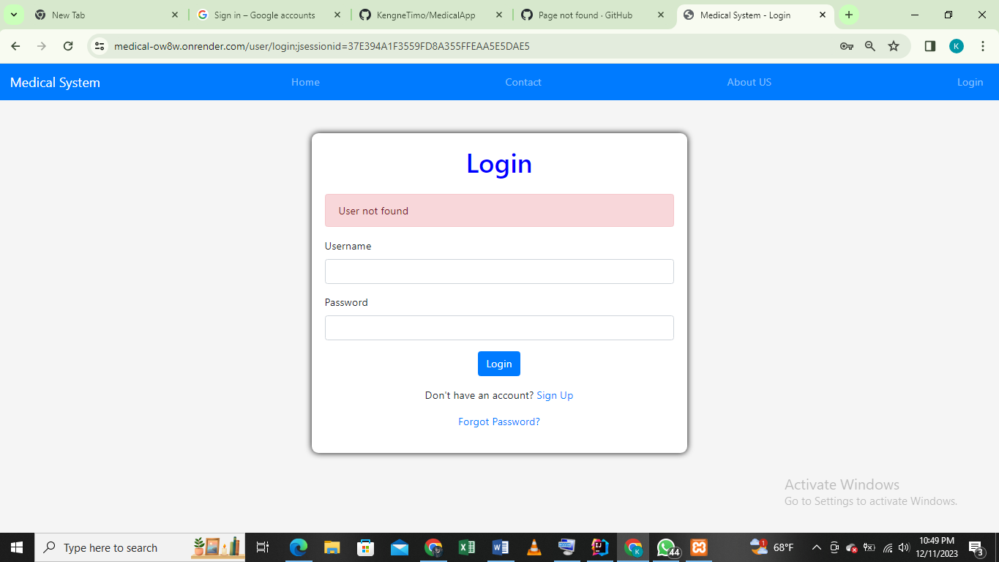 New Tab
Sign in – Google accounts
KengneTimo/MedicalApp
Page not found · GitHub
Medical System - Login
medical-ow8w.onrender.com/user/login;jsessionid=37E394A1F3559FD8A355FFEAA5E5DAE5
K
Medical System
Home
Contact
About US
Login
Login
User not found
Username
Password
Login
Don't have an account? Sign Up
Forgot Password?
Activate Windows
Go to Settings to activate Windows.
Type here to search
K
44
1
68°F
10:49 PM
12/11/2023
3